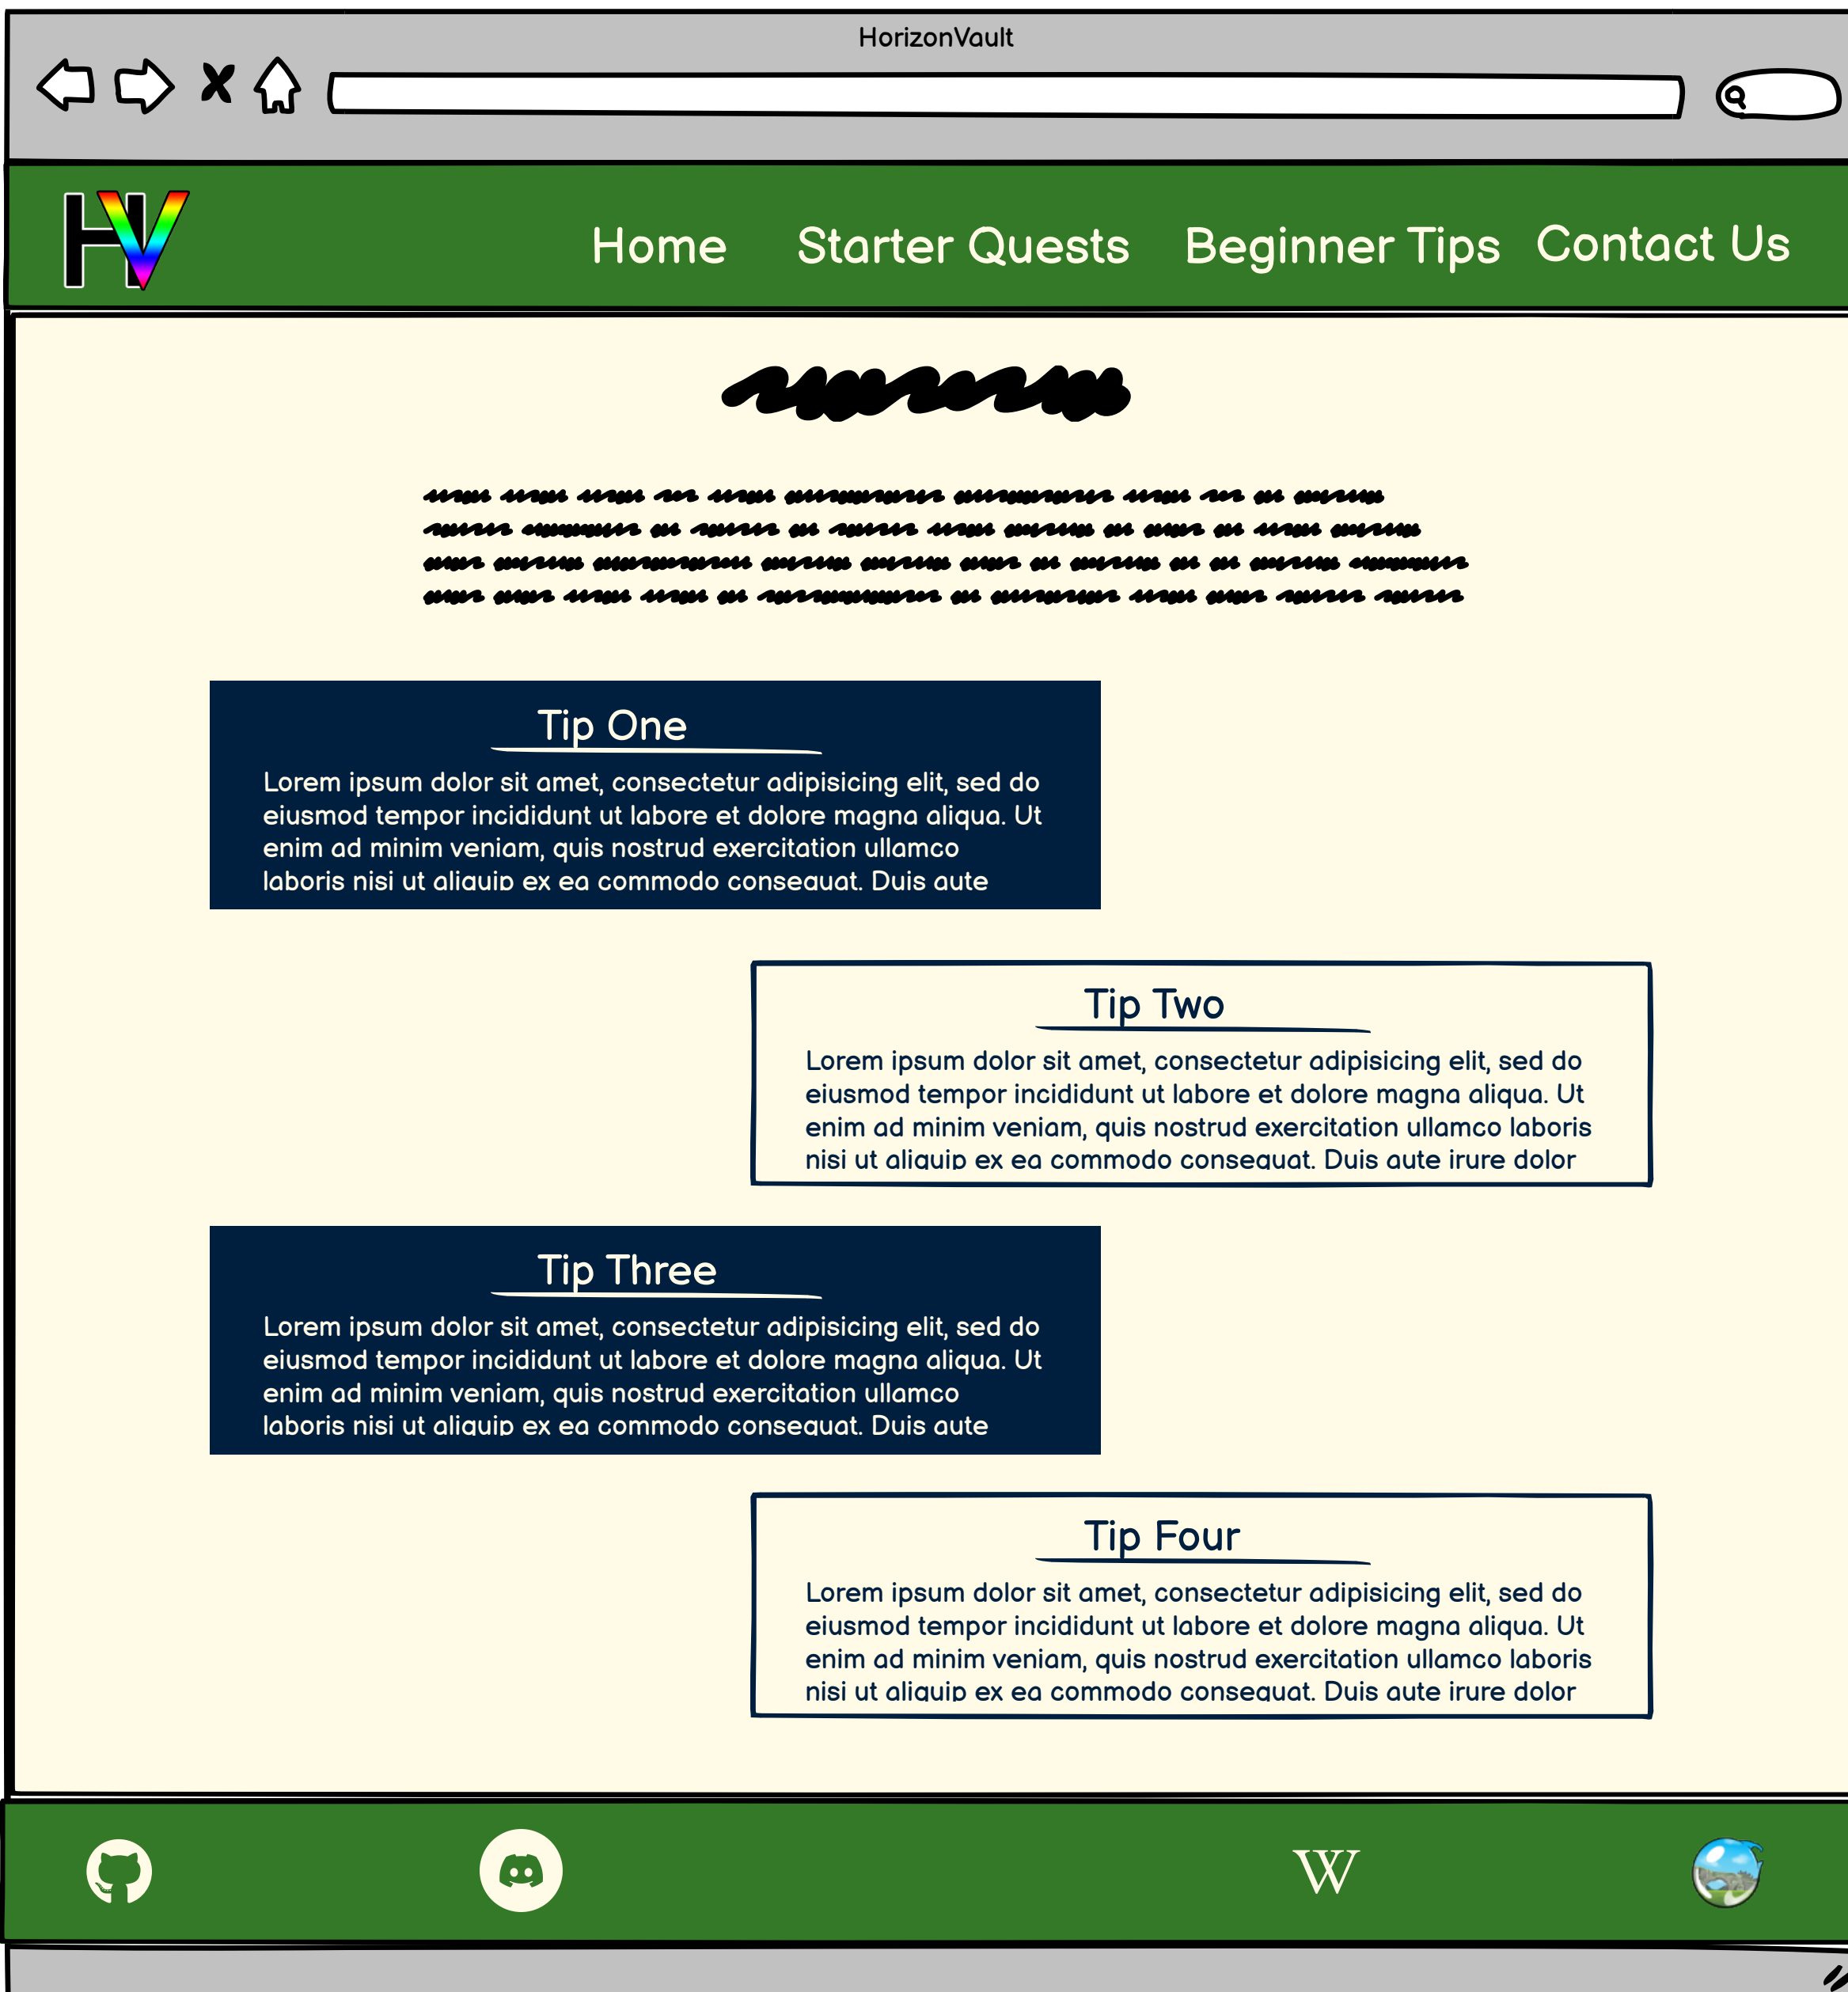 HorizonVault
HV
Home Starter Quests Beginner Tips Contact Us
Tip One
Lorem ipsum dolor sit amet, consectetur adipisicing elit, sed do
eiusmod tempor incididunt ut labore et dolore magna aliqua. Ut
enim ad minim veniam, quis nostrud exercitation ullamco
laboris nisi ut aliquip ex ea commodo consequat. Duis aute
Tip Two
Lorem ipsum dolor sit amet, consectetur adipisicing elit, sed do
eiusmod tempor incididunt ut labore et dolore magna aliqua. Ut
enim ad minim veniam, quis nostrud exercitation ullamco laboris
nisi ut aliquip ex ea commodo consequat. Duis aute irure dolor
Tip Three
Lorem ipsum dolor sit amet, consectetur adipisicing elit, sed do
eiusmod tempor incididunt ut labore et dolore magna aliqua. Ut
enim ad minim veniam, quis nostrud exercitation ullamco
laboris nisi ut aliquip ex ea commodo consequat. Duis aute
Tip Four
Lorem ipsum dolor sit amet, consectetur adipisicing elit, sed do
eiusmod tempor incididunt ut labore et dolore magna aliqua. Ut
enim ad minim veniam, quis nostrud exercitation ullamco laboris
nisi ut aliquip ex ea commodo consequat. Duis aute irure dolor
W